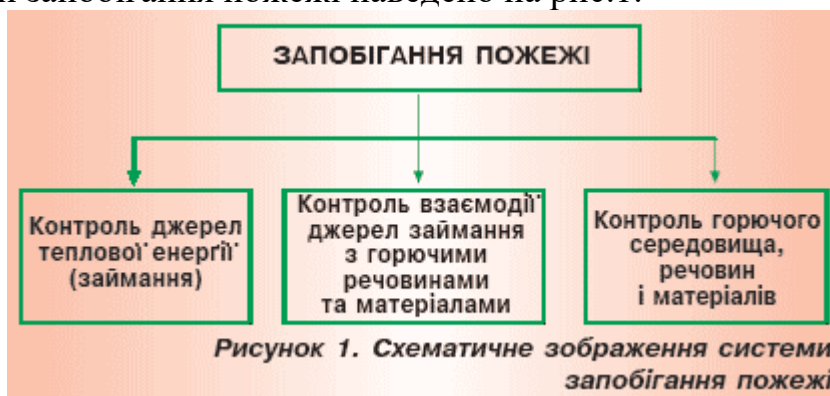 запобігання пожежі наведено на рис.1.
ЗАПОБІГАННЯ ПОЖЕЖІ
Контроль джерел
теплової енергії
(займання)
Контроль взаємодії
джерел займання
з горючими
речовинами
та матеріалами
Контроль горючого
середовища,
речовин
і матеріалів
Рисунок 1. Схематичне зображення системи
запобігання пожежі